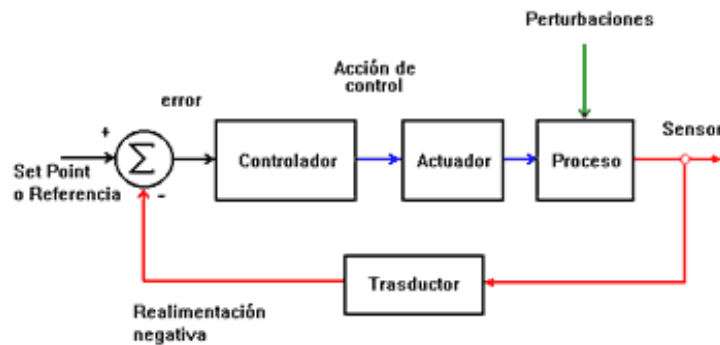 Perturbaciones
Acción de
control
error
Sensor
+
Σ
Controlador
Actuador
Proceso
Set Point
o Referencia
-
Trasductor
Realimentación
negativa